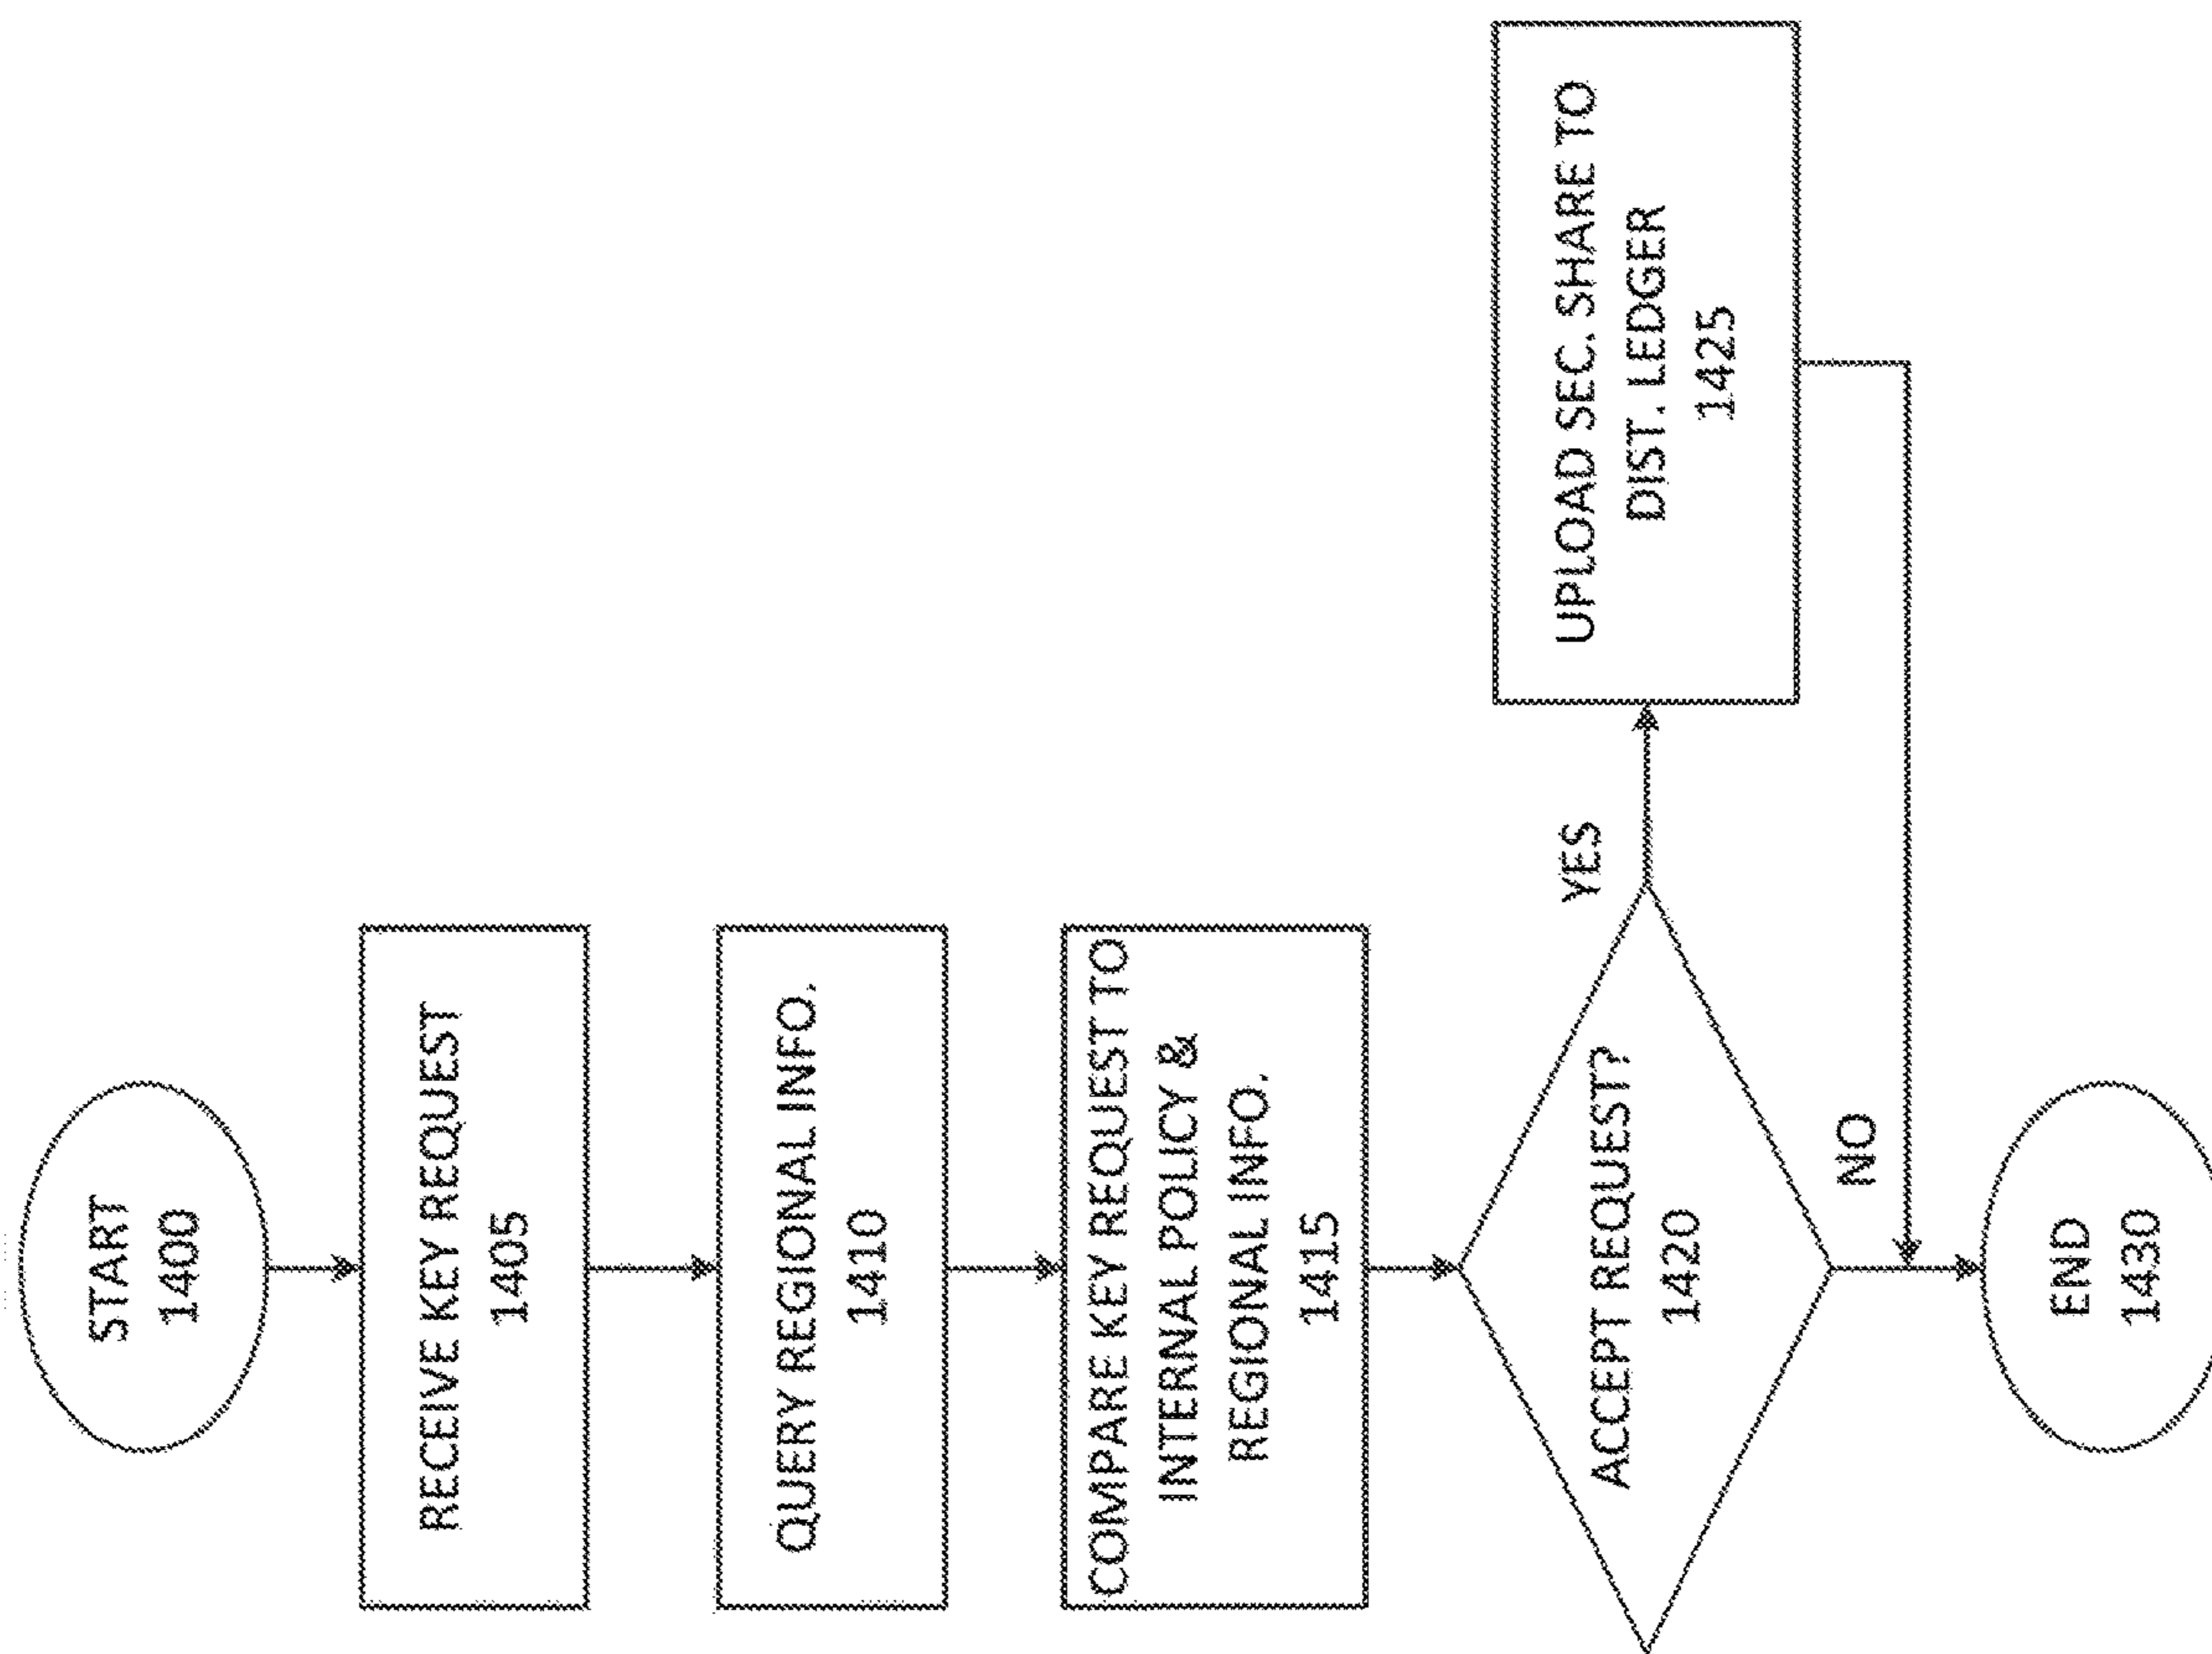 START
1400
RECEIVE KEY REQUEST
1405
QUERY REGIONAL INFO.
1410
COMPARE KEY REQUEST TO
INTERNAL POLICY &
REGIONAL INFO.
1415
ACCEPT REQUEST?
1420
YES
UPLOAD SEC. SHARE TO
DIST. LEDGER
1425
NO
END
1430